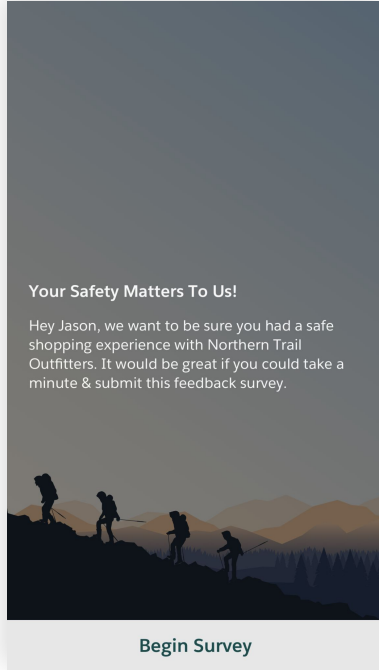 Your Safety Matters To Us!
Hey Jason, we want to be sure you had a safe
shopping experience with Northern Trail
Outfitters. It would be great if you could take a
minute & submit this feedback survey.
Begin Survey